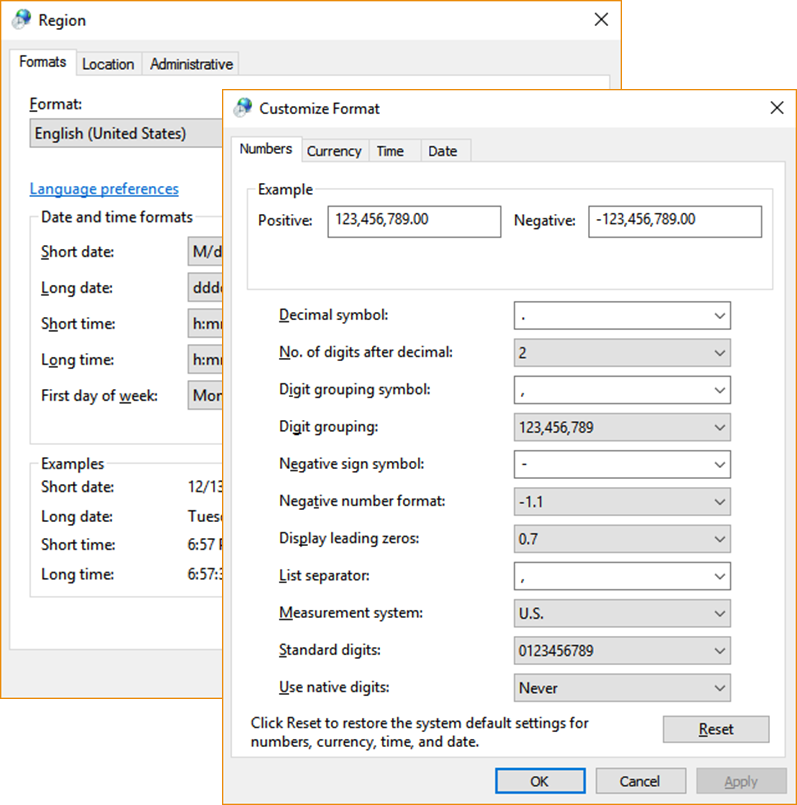 Region
Formats Location Administrative
Format:
English (United States)
Language preferences
Date and time formats
Short date: M/d
Long date: ddd
Short time: h:m
Long time: h:m
First day of week: Mon
Examples
Short date: 12/13
Long date: Tues
Short time: 6:57
Long time: 6:57:
Customize Format
Numbers Currency Time Date
Example
Positive: 123,456,789.00 Negative: -123,456,789.00
Decimal symbol: .
No. of digits after decimal: 2
Digit grouping symbol: ,
Digit grouping: 123,456,789
Negative sign symbol: -
Negative number format: -1.1
Display leading zeros: 0.7
List separator: ,
Measurement system: U.S.
Standard digits: 0123456789
Use native digits: Never
Click Reset to restore the system default settings for
numbers, currency, time, and date.
Reset
OK Cancel Apply